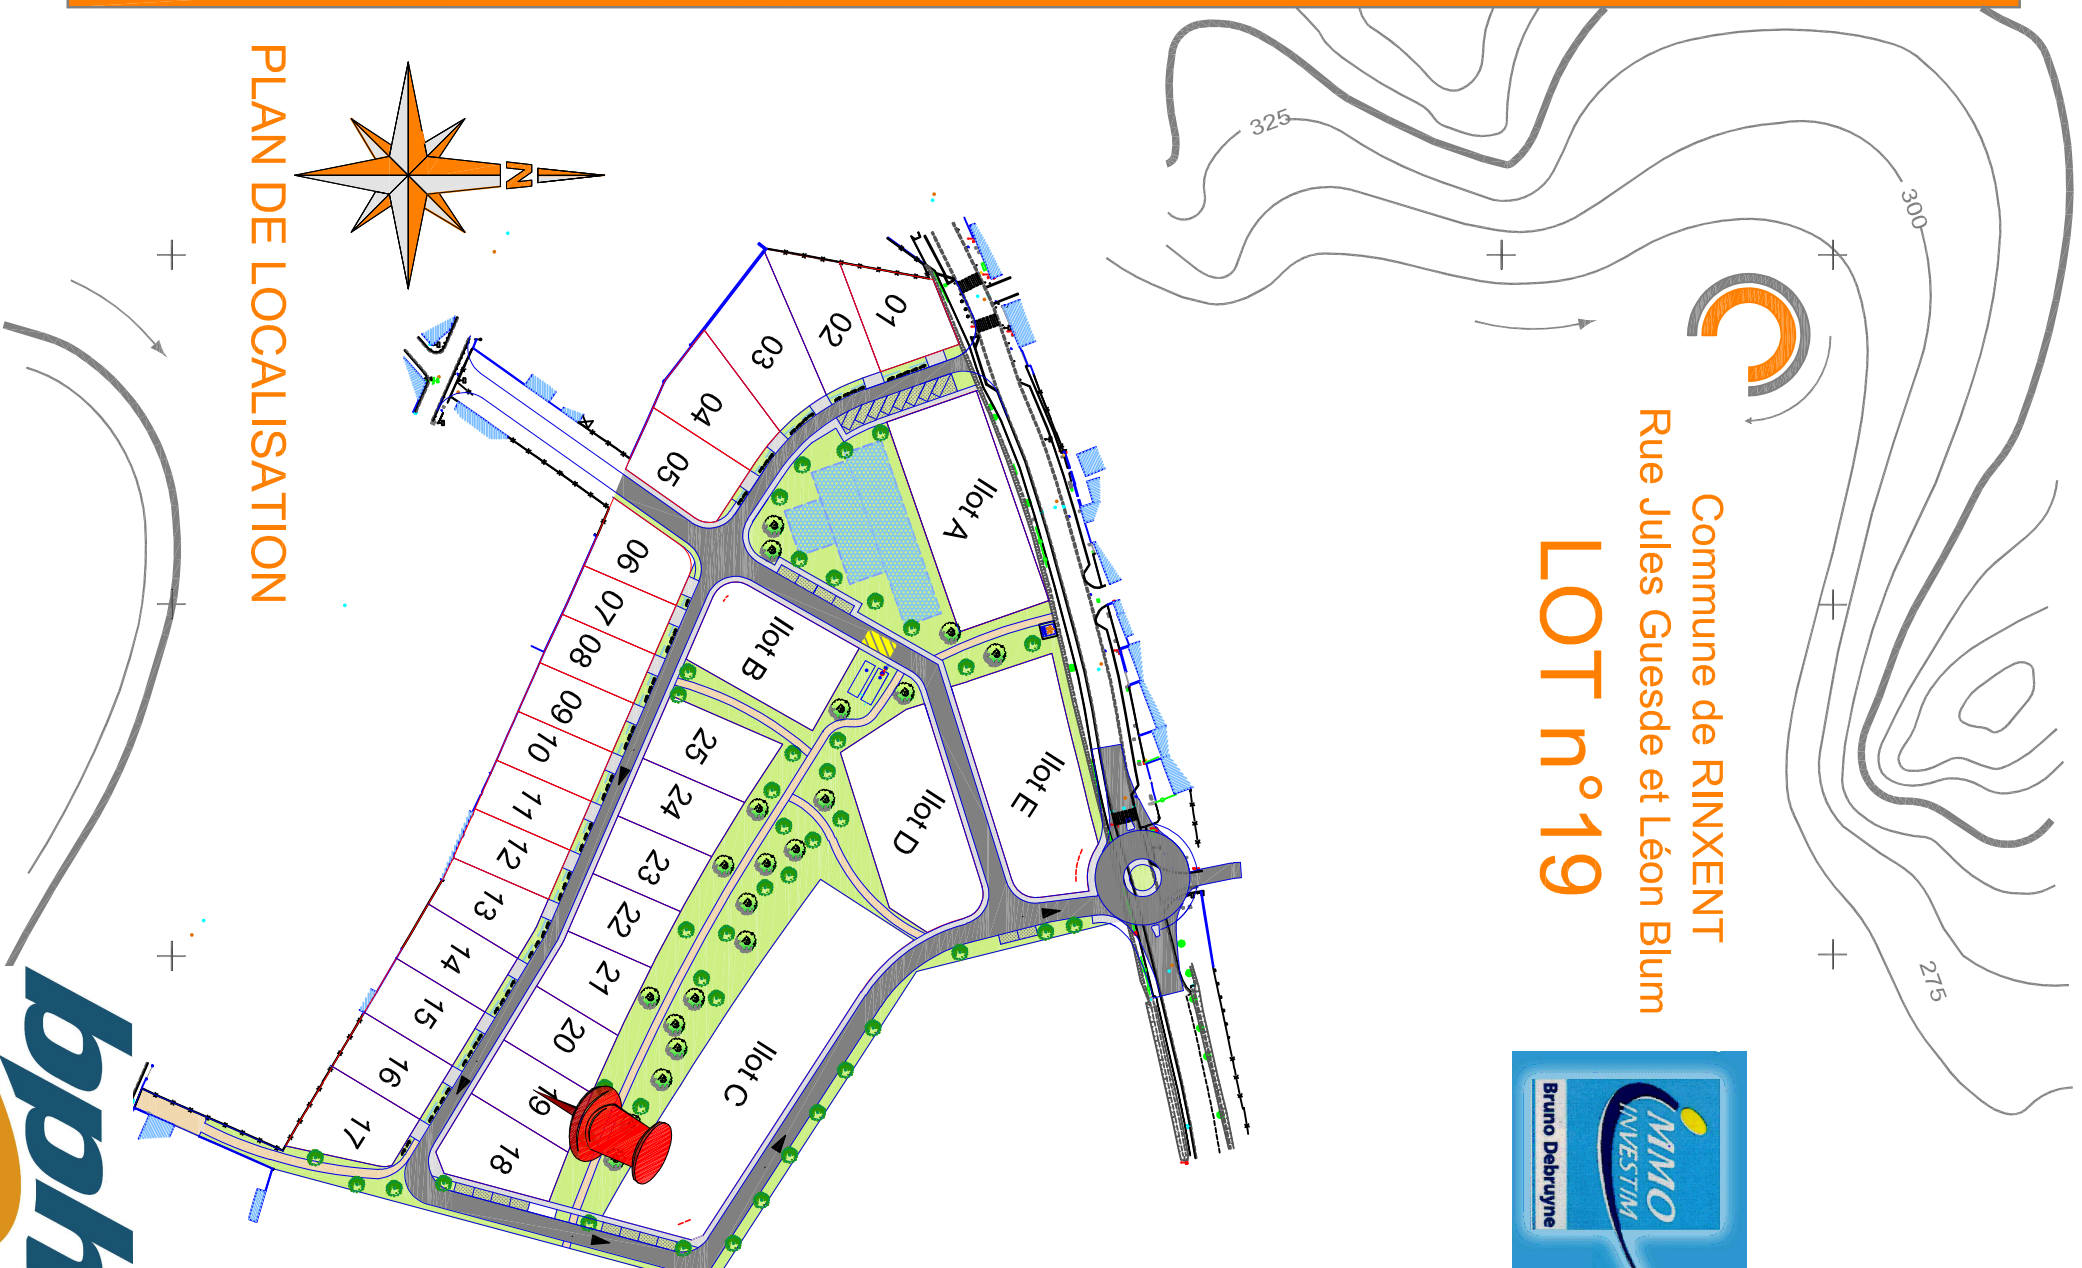 Commune de RINXENT
Rue Jules Guesde et Léon Blum
LOT n°19
PLAN DE LOCALISATION
N
325
300
275
01
02
03
04
05
06
07
08
09
10
11
12
13
14
15
16
17
18
19
20
21
22
23
24
25
Ilot A
Ilot B
Ilot C
Ilot D
Ilot E
IMMO
INVESTIM
Bruno Debruyne